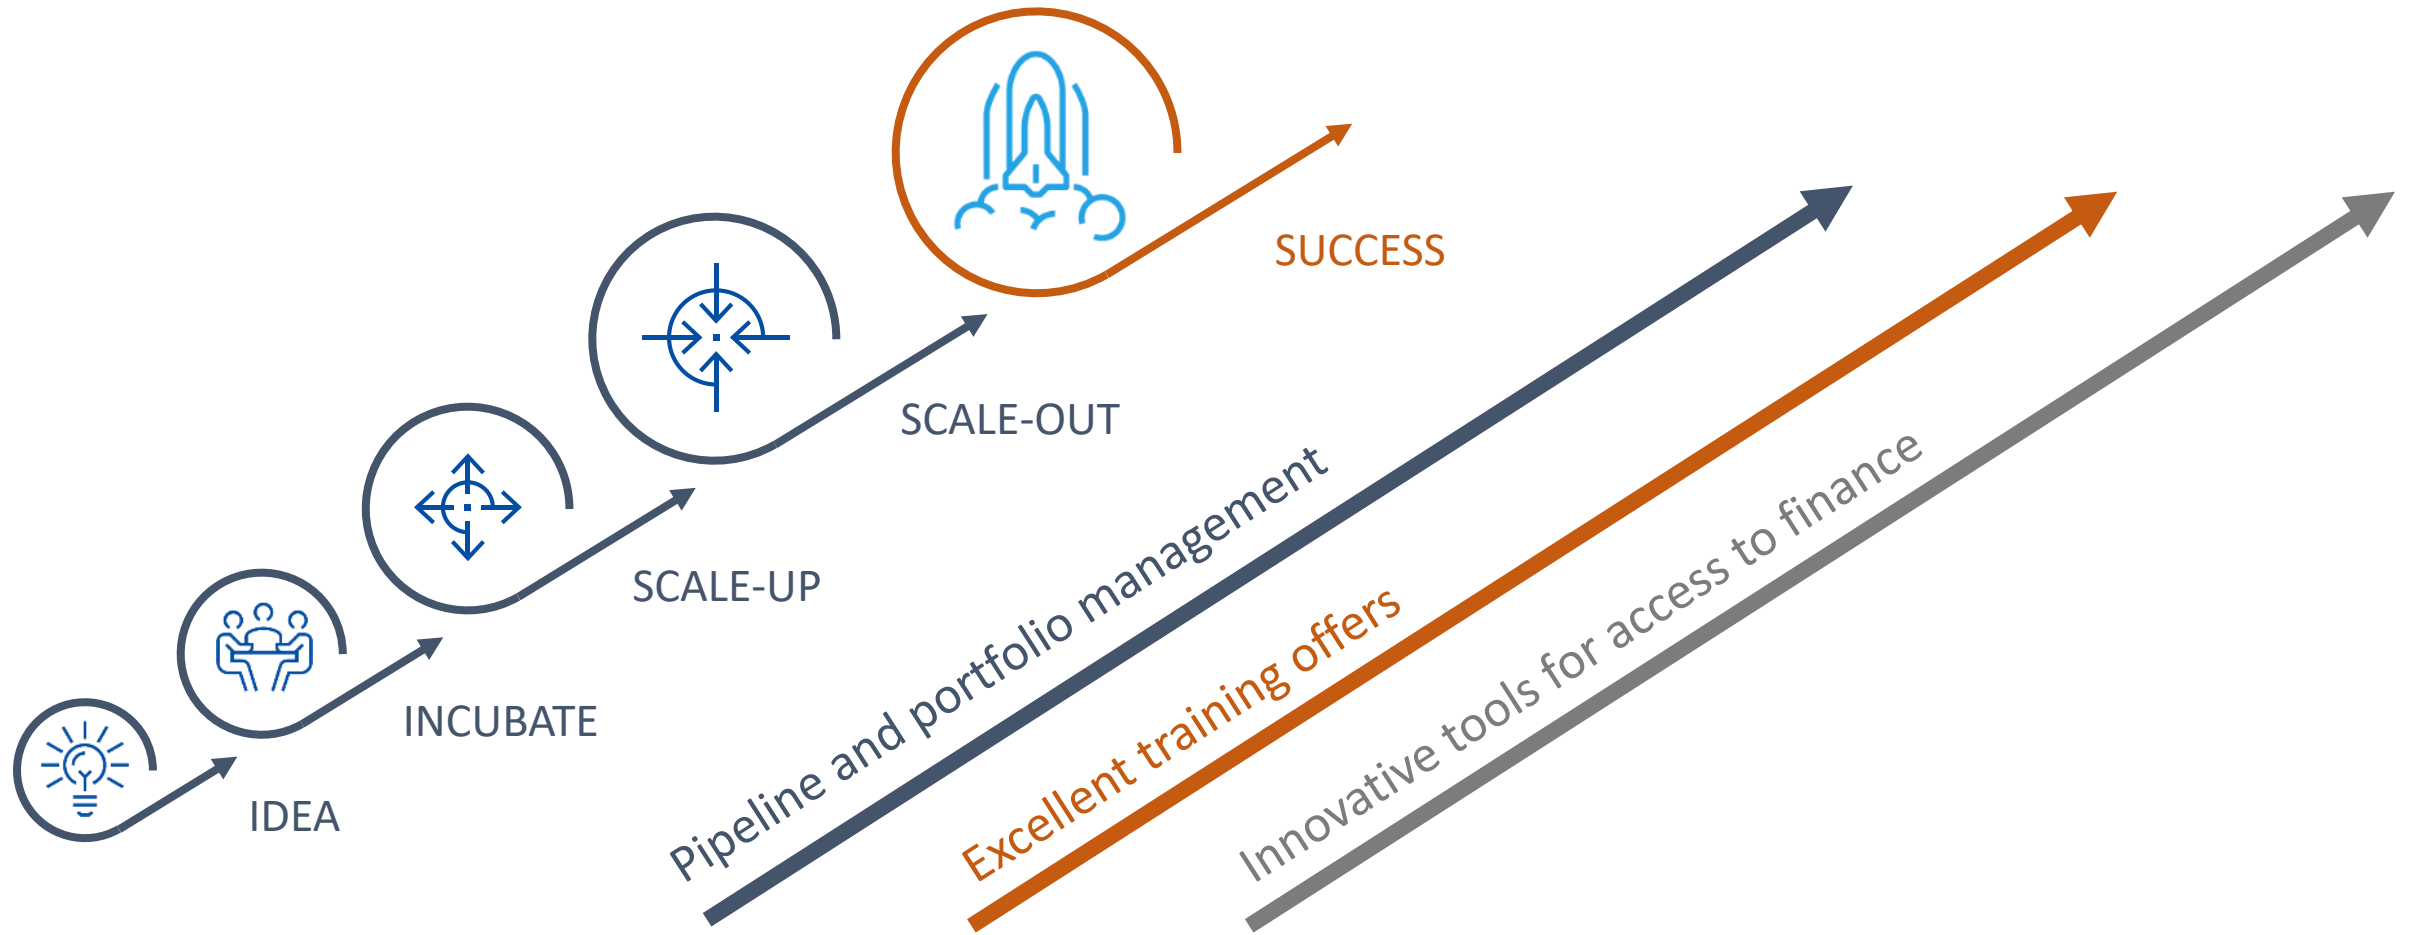 SUCCESS
SCALE-OUT
SCALE-UP
INCUBATE
IDEA
Pipeline and portfolio management
Excellent training offers
Innovative tools for access to finance